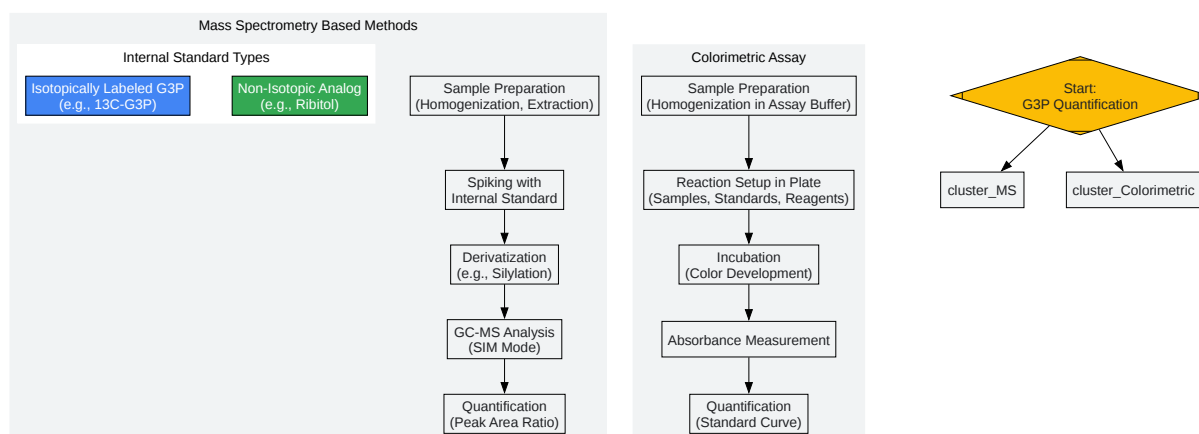 Mass Spectrometry Based Methods
Internal Standard Types
Isotopically Labeled G3P
(e.g., 13C-G3P)
Non-Isotopic Analog
(e.g., Ribitol)
Sample Preparation
(Homogenization, Extraction)
Spiking with
Internal Standard
Derivatization
(e.g., Silylation)
GC-MS Analysis
(SIM Mode)
Quantification
(Peak Area Ratio)
Colorimetric Assay
Sample Preparation
(Homogenization in Assay Buffer)
Reaction Setup in Plate
(Samples, Standards, Reagents)
Incubation
(Color Development)
Absorbance Measurement
Quantification
(Standard Curve)
Start:
G3P Quantification
cluster_MS
cluster_Colorimetric